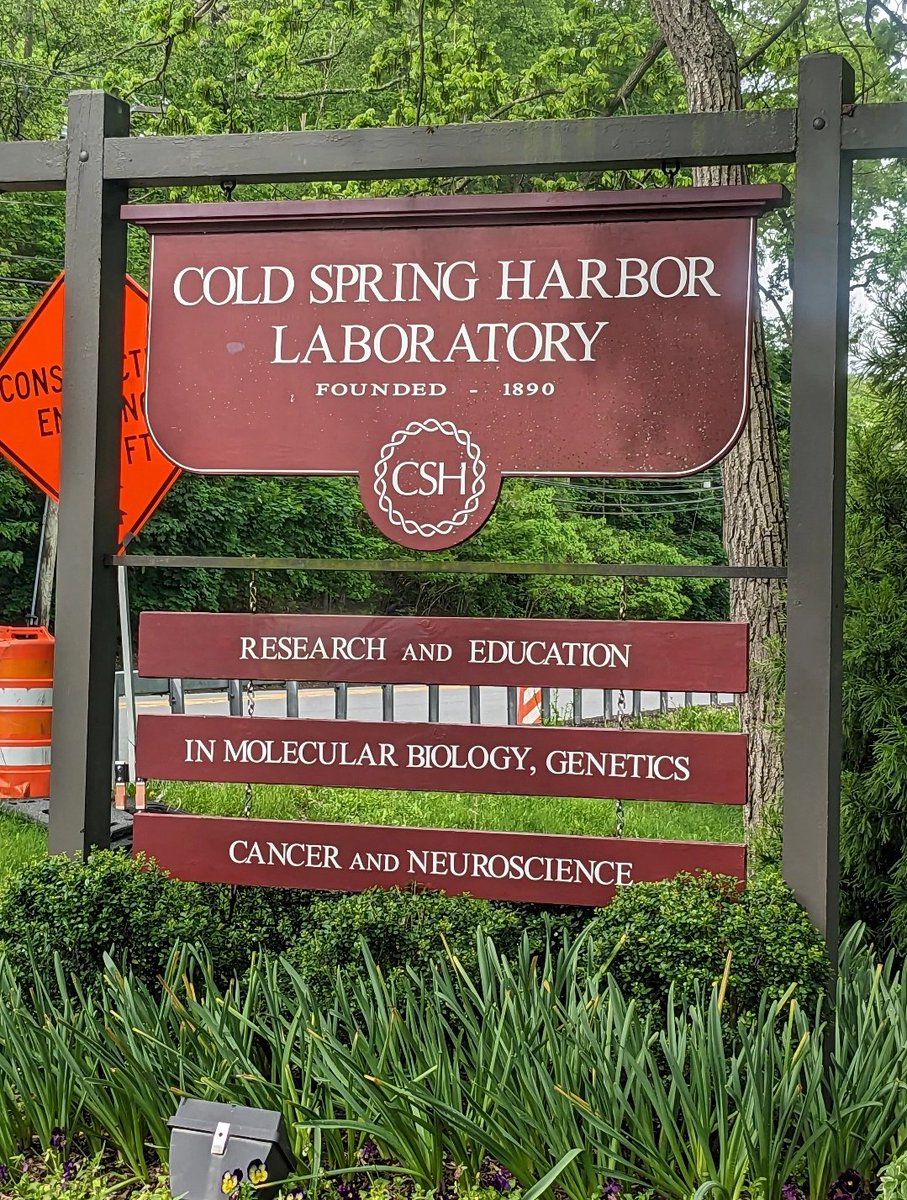 COLD SPRING HARBOR
LABORATORY
FOUNDED - 1890
CSH
RESEARCH AND EDUCATION
IN MOLECULAR BIOLOGY, GENETICS
CANCER AND NEUROSCIENCE